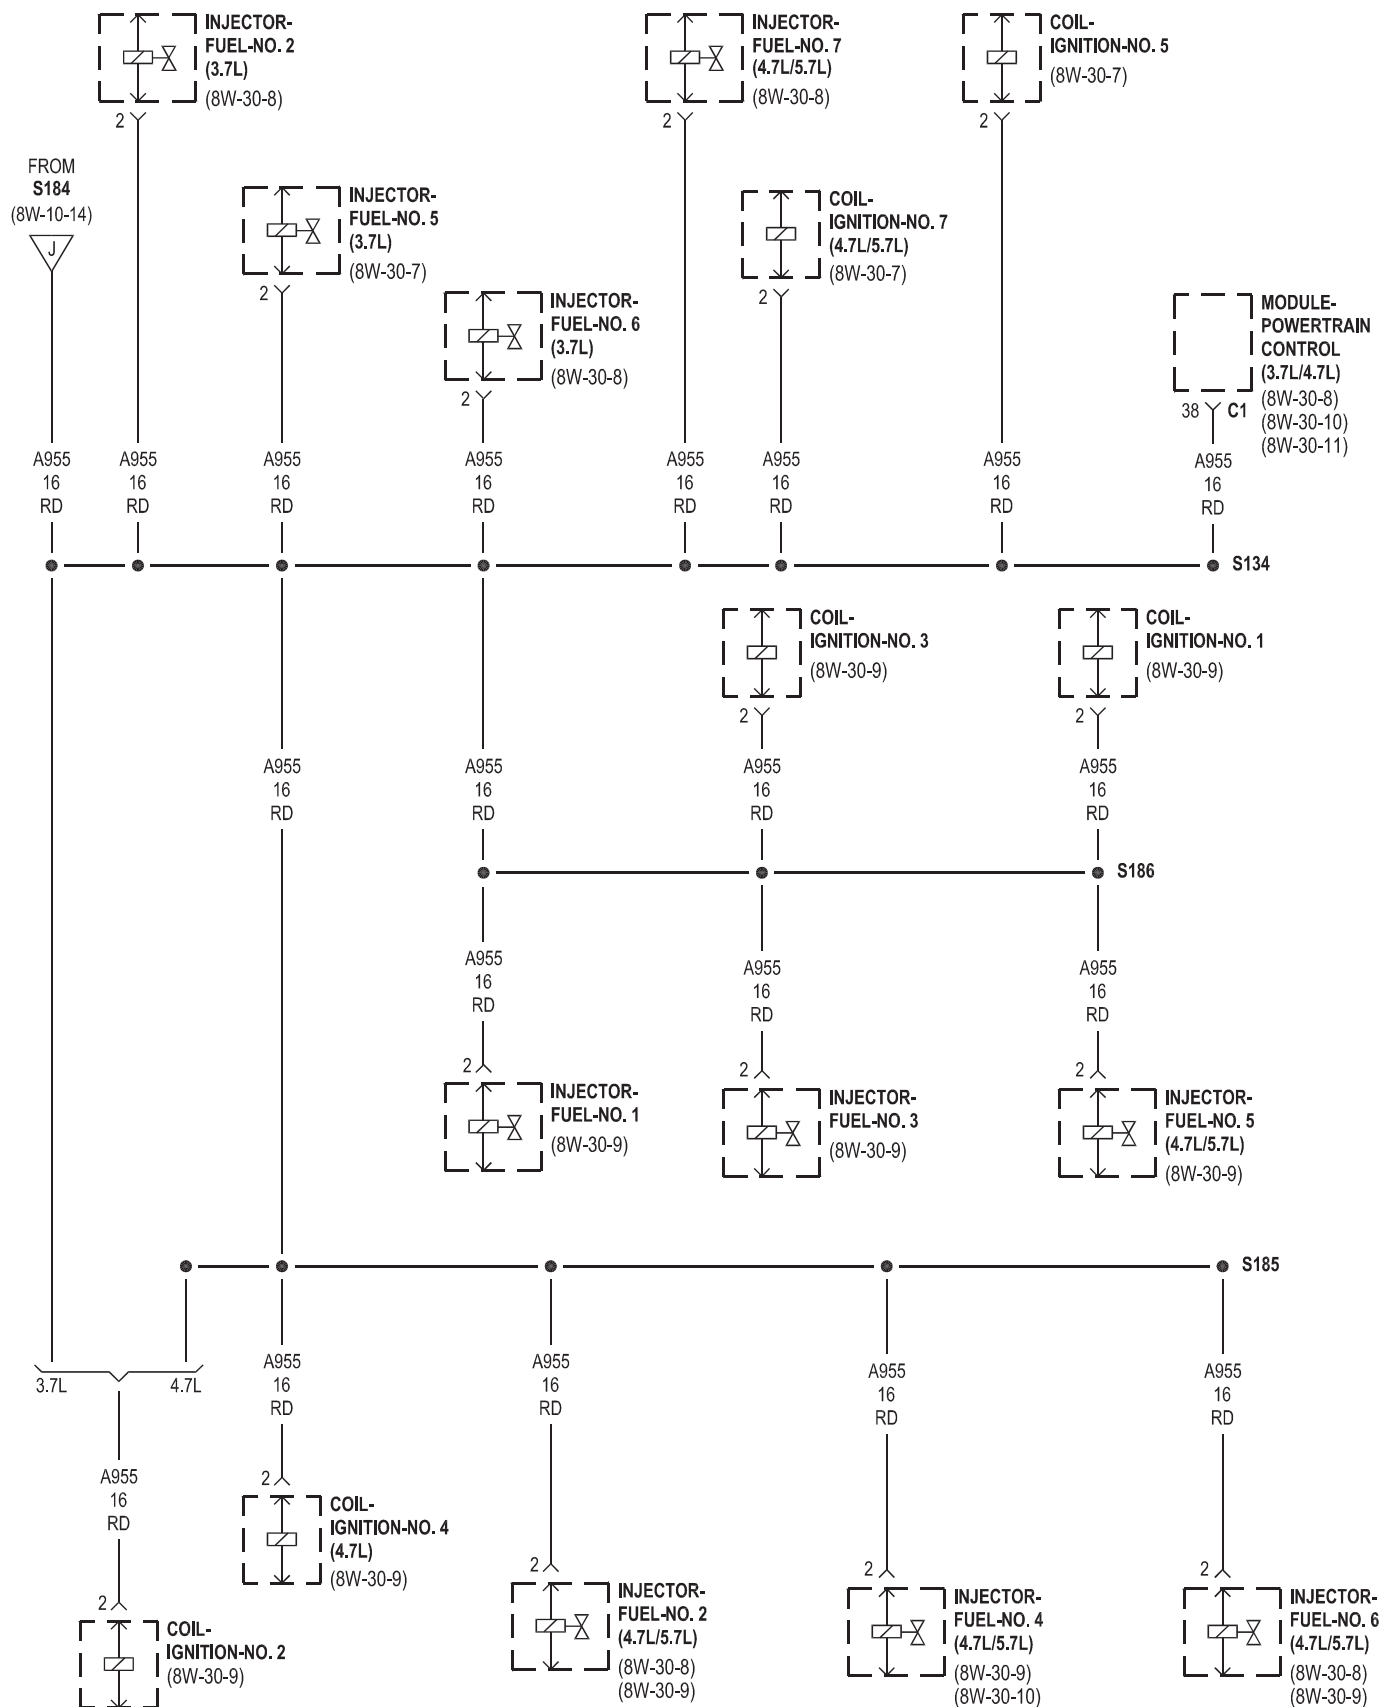 INJECTOR-
FUEL-NO. 2
(3.7L)
(8W-30-8)
2
INJECTOR-
FUEL-NO. 7
(4.7L/5.7L)
(8W-30-8)
2
COIL-
IGNITION-NO. 5
(8W-30-7)
2
FROM
S184
(8W-10-14)
J
INJECTOR-
FUEL-NO. 5
(3.7L)
(8W-30-7)
2
COIL-
IGNITION-NO. 7
(4.7L/5.7L)
(8W-30-7)
2
INJECTOR-
FUEL-NO. 6
(3.7L)
(8W-30-8)
2
MODULE-
POWERTRAIN
CONTROL
(3.7L/4.7L)
(8W-30-8)
(8W-30-10)
(8W-30-11)
38 C1
A955
16
RD
A955
16
RD
A955
16
RD
A955
16
RD
A955
16
RD
A955
16
RD
A955
16
RD
A955
16
RD
S134
COIL-
IGNITION-NO. 3
(8W-30-9)
2
COIL-
IGNITION-NO. 1
(8W-30-9)
2
A955
16
RD
A955
16
RD
A955
16
RD
A955
16
RD
S186
A955
16
RD
A955
16
RD
A955
16
RD
2
INJECTOR-
FUEL-NO. 1
(8W-30-9)
2
INJECTOR-
FUEL-NO. 3
(8W-30-9)
2
INJECTOR-
FUEL-NO. 5
(4.7L/5.7L)
(8W-30-9)
S185
3.7L
4.7L
A955
16
RD
A955
16
RD
A955
16
RD
A955
16
RD
A955
16
RD
2
COIL-
IGNITION-NO. 4
(4.7L)
(8W-30-9)
2
COIL-
IGNITION-NO. 2
(8W-30-9)
2
INJECTOR-
FUEL-NO. 2
(4.7L/5.7L)
(8W-30-8)
(8W-30-9)
2
INJECTOR-
FUEL-NO. 4
(4.7L/5.7L)
(8W-30-9)
(8W-30-10)
2
INJECTOR-
FUEL-NO. 6
(4.7L/5.7L)
(8W-30-8)
(8W-30-9)